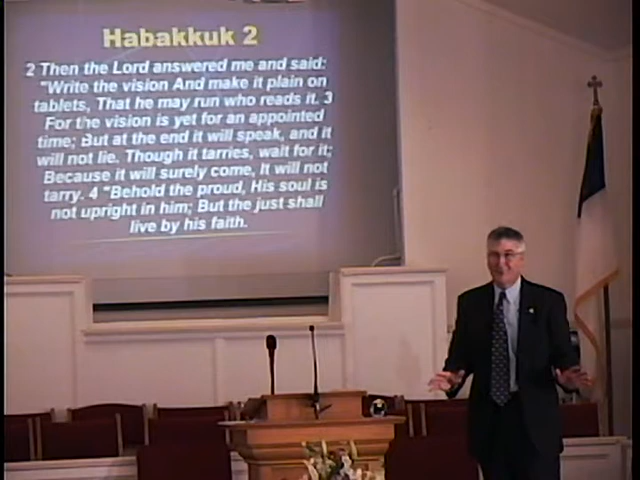 Habakkuk 2
2 Then the Lord answered me and said:
"Write the vision And make it plain on
tablets, That he may run who reads it. 3
For the vision is yet for an appointed
time; But at the end it will speak, and it
will not lie. Though it tarries, wait for it;
Because it will surely come, It will not
tarry. 4 "Behold the proud, His soul is
not upright in him; But the just shall
live by his faith.